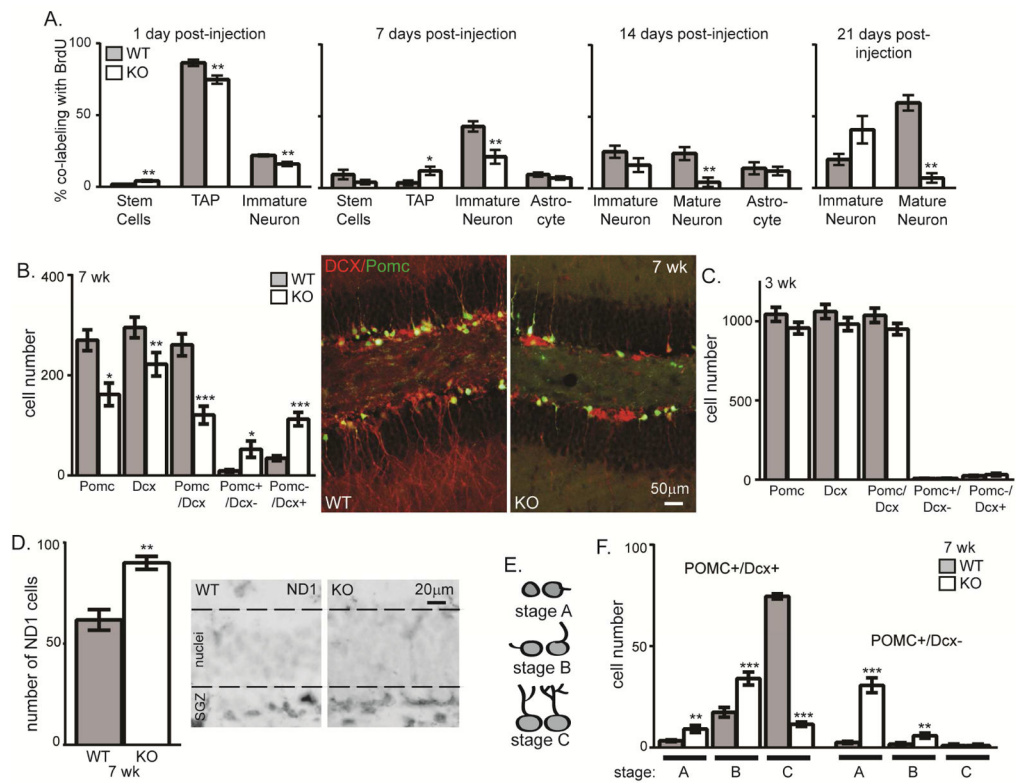 A.
1 day post-injection
7 days post-injection
14 days post-injection
21 days post-
injection
% co-labeling with BrdU
100
50
0
WT
KO
**
**
**
*
**
**
**
Stem
Cells
TAP
Immature
Neuron
Stem
Cells
TAP
Immature
Neuron
Astro-
cyte
Immature
Neuron
Mature
Neuron
Astro-
cyte
Immature
Neuron
Mature
Neuron
B.
7 wk
cell number
400
200
0
WT
KO
*
**
***
*
***
Pomc
Dcx
Pomc
/Dcx
Pomc+
/Dcx-
Pomc-
/Dcx+
DCX/Pomc
7 wk
WT
KO
50μm
C.
3 wk
cell number
1000
500
0
Pomc
Dcx
Pomc/
Dcx
Pomc+/
Dcx-
Pomc-/
Dcx+
D.
number of ND1 cells
100
50
0
**
WT
KO
7 wk
WT
ND1
KO
20μm
nuclei
SGZ
E.
stage A
stage B
stage C
F.
7 wk
WT
KO
cell number
100
50
0
POMC+/Dcx+
POMC+/Dcx-
**
***
***
***
**
stage:
A
B
C
A
B
C